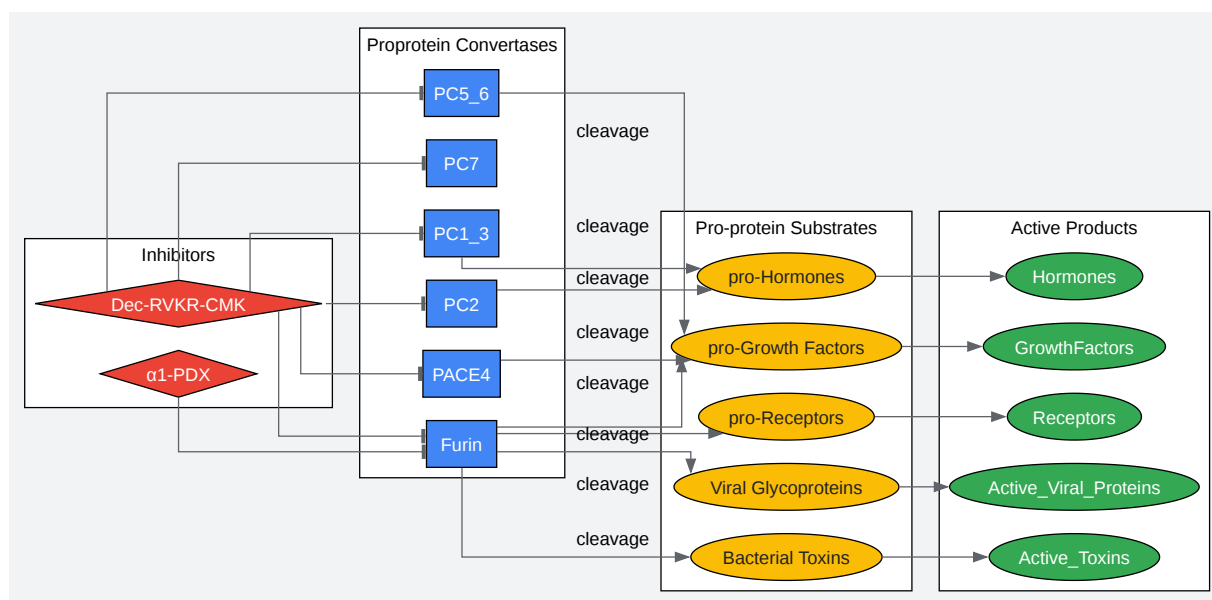 Proprotein Convertases
PC5_6
cleavage
PC7
PC1_3
cleavage
Pro-protein Substrates
Active Products
Inhibitors
pro-Hormones
Hormones
cleavage
Dec-RVKR-CMK
PC2
cleavage
pro-Growth Factors
GrowthFactors
α1-PDX
PACE4
cleavage
pro-Receptors
Receptors
cleavage
Furin
cleavage
Viral Glycoproteins
Active_Viral_Proteins
cleavage
Bacterial Toxins
Active_Toxins